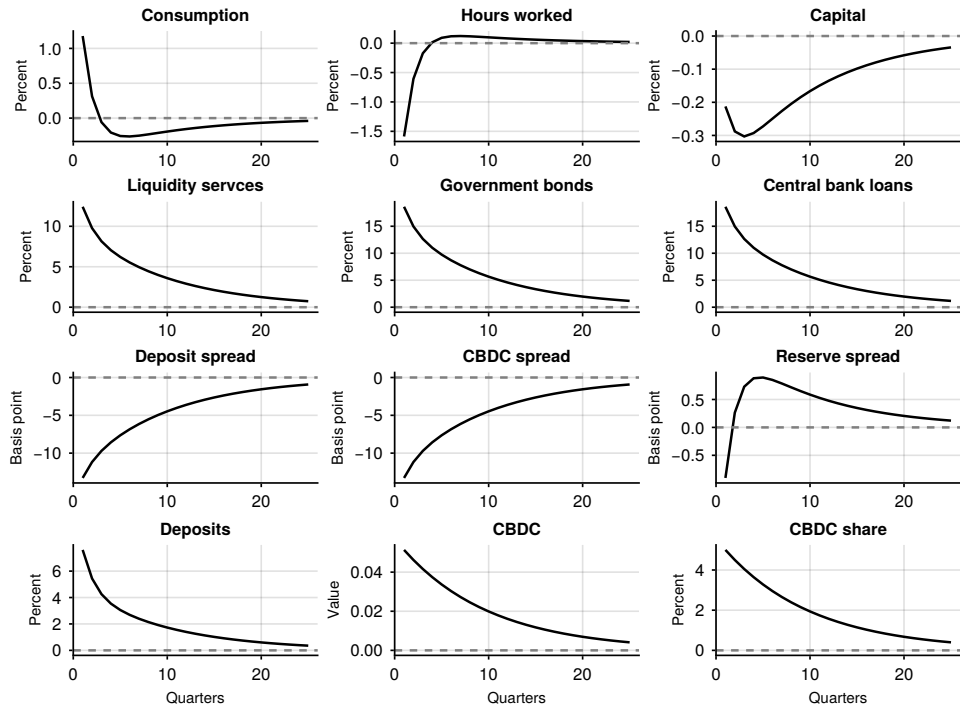 Consumption
Percent
1.0
0.5
0.0
0 10 20
Hours worked
Percent
0.0
−0.5
−1.0
−1.5
0 10 20
Capital
Percent
0.0
−0.1
−0.2
−0.3
0 10 20
Liquidity servces
Percent
10
5
0
0 10 20
Government bonds
Percent
15
10
5
0
0 10 20
Central bank loans
Percent
15
10
5
0
0 10 20
Deposit spread
Basis point
0
−5
−10
0 10 20
CBDC spread
Basis point
0
−5
−10
0 10 20
Reserve spread
Basis point
0.5
0.0
−0.5
0 10 20
Deposits
Percent
6
4
2
0
0 10 20
Quarters
CBDC
Value
0.04
0.02
0.00
0 10 20
Quarters
CBDC share
Percent
4
2
0
0 10 20
Quarters